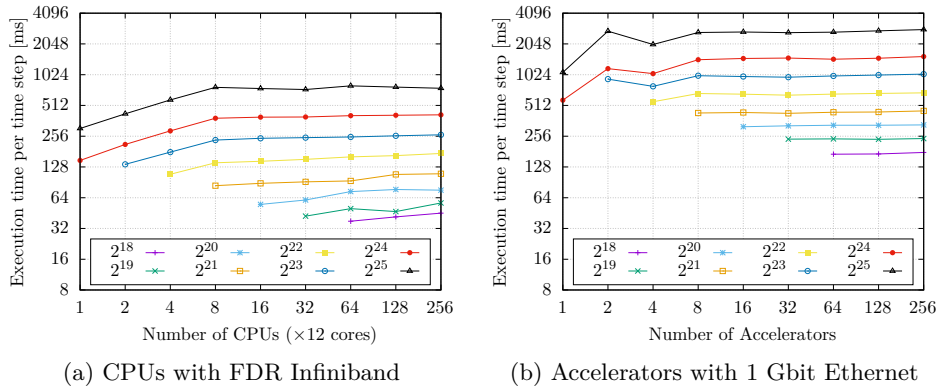 Execution time per time step [ms]
4096
2048
1024
512
256
128
64
32
16
8
2^18 2^20 2^22 2^24
2^19 2^21 2^23 2^25
1 2 4 8 16 32 64 128 256
Number of CPUs (×12 cores)
(a) CPUs with FDR Infiniband
Execution time per time step [ms]
4096
2048
1024
512
256
128
64
32
16
8
2^18 2^20 2^22 2^24
2^19 2^21 2^23 2^25
1 2 4 8 16 32 64 128 256
Number of Accelerators
(b) Accelerators with 1 Gbit Ethernet